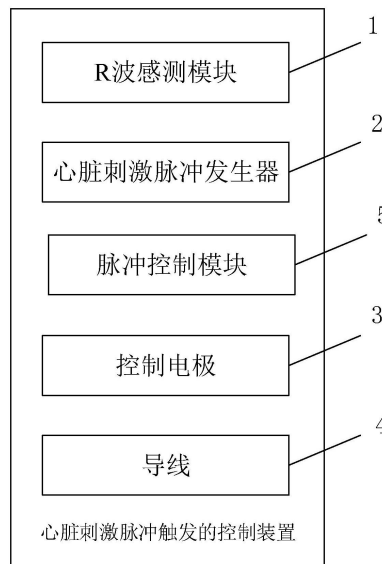 R波感测模块 1
心脏刺激脉冲发生器 2
脉冲控制模块 5
控制电极 3
导线 4
心脏刺激脉冲触发的控制装置